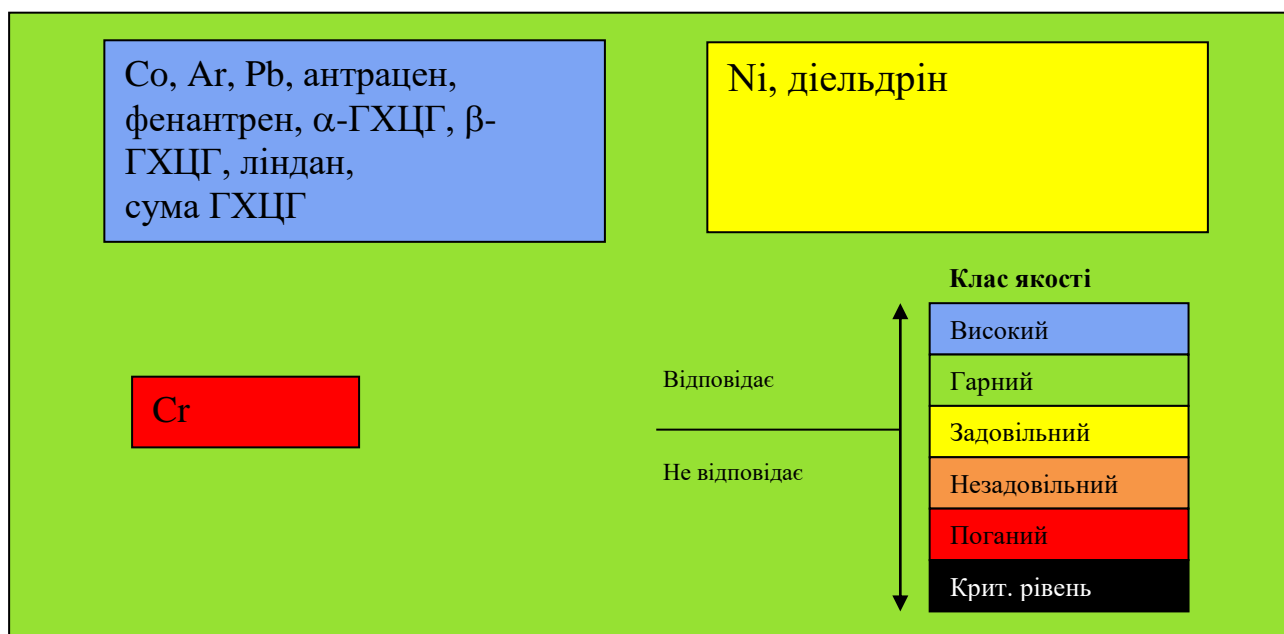 Co, Ar, Pb, антрацен,
фенантрен, α-ГХЦГ, β-
ГХЦГ, ліндан,
сума ГХЦГ
Ni, діельдрін
Cr
Клас якості
Відповідає
Не відповідає
Високий
Гарний
Задовільний
Незадовільний
Поганий
Крит. рівень